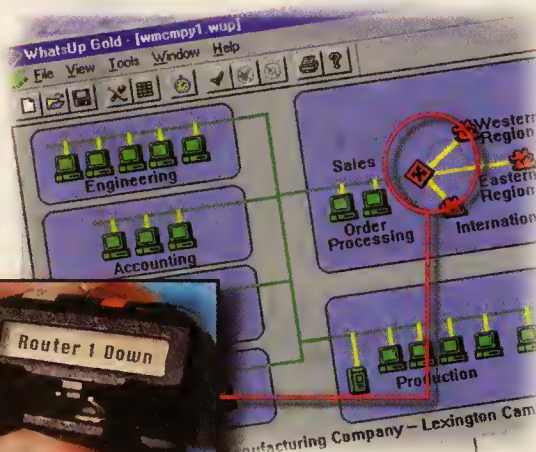 WhatsUp Gold - [wmcmpy1.wup]
File View Tools Window Help
Engineering
Accounting
Sales
Order
Processing
Western
Region
Eastern
Region
Internation
Production
Router 1 Down
ufacturing Company – Lexington Cam